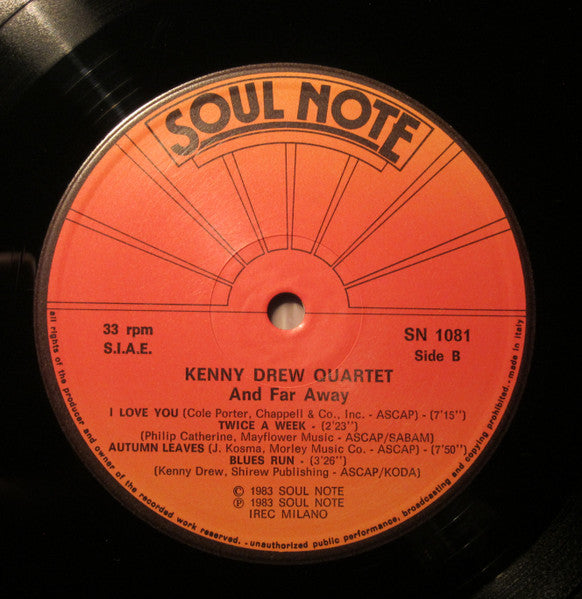 SOUL NOTE
33 rpm
S.I.A.E.
SN 1081
Side B
KENNY DREW QUARTET
And Far Away
I LOVE YOU (Cole Porter, Chappell & Co., Inc. - ASCAP) - (7'15'')
TWICE A WEEK - (2'23'')
(Philip Catherine, Mayflower Music - ASCAP/SABAM)
AUTUMN LEAVES (J. Kosma, Morley Music Co. - ASCAP) - (7'50'')
BLUES RUN - (3'26'')
(Kenny Drew, Shirew Publishing - ASCAP/KODA)
© 1983 SOUL NOTE
℗ 1983 SOUL NOTE
IREC MILANO
all rights of the producer and owner of the recorded work reserved. - unauthorized public performance, broadcasting and copying prohibited. - made in Italy